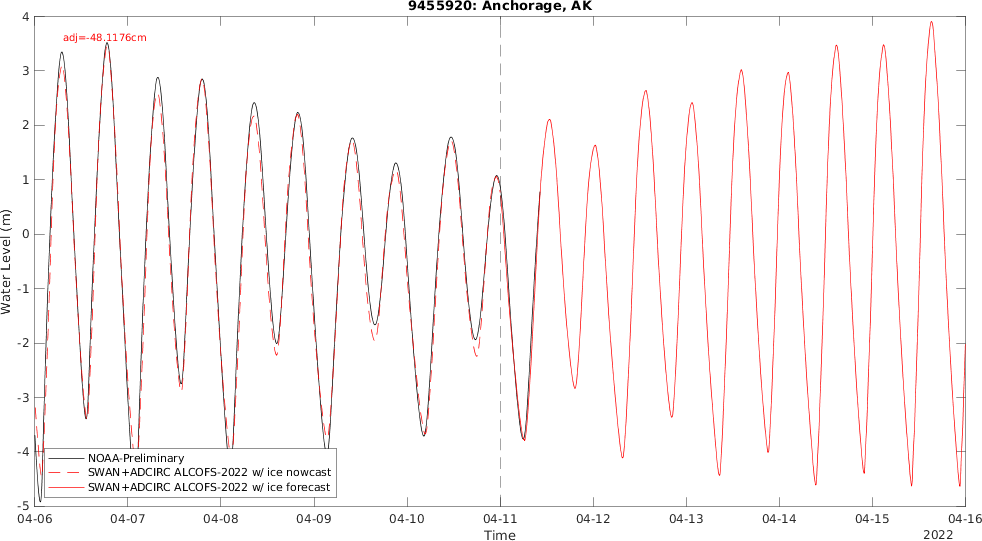 9455920: Anchorage, AK
adj=-48.1176cm
Water Level (m)
4
3
2
1
0
-1
-2
-3
-4
-5
NOAA-Preliminary
SWAN+ADCIRC ALCOFS-2022 w/ ice nowcast
SWAN+ADCIRC ALCOFS-2022 w/ ice forecast
04-06 04-07 04-08 04-09 04-10 04-11 04-12 04-13 04-14 04-15 04-16
Time
2022